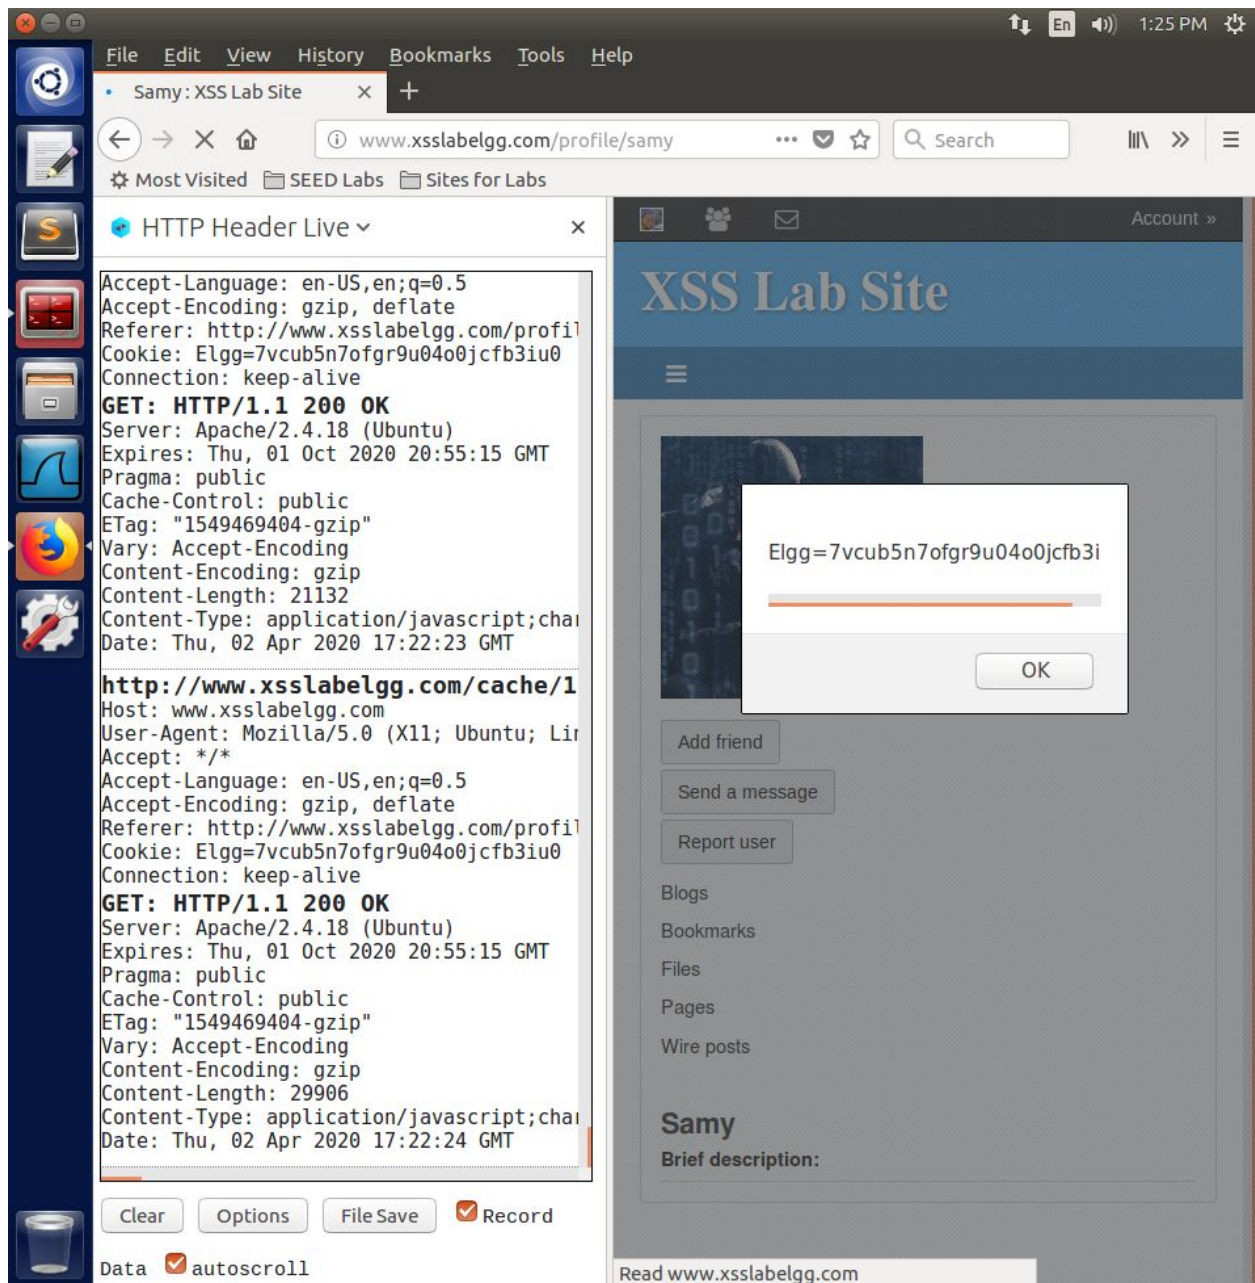 En 1:25 PM
File Edit View History Bookmarks Tools Help
Samy : XSS Lab Site
www.xsslabelgg.com/profile/samy
Search
Most Visited SEED Labs Sites for Labs
HTTP Header Live
Accept-Language: en-US,en;q=0.5
Accept-Encoding: gzip, deflate
Referer: http://www.xsslabelgg.com/profil
Cookie: Elgg=7vcub5n7ofgr9u04o0jcfb3iu0
Connection: keep-alive
GET: HTTP/1.1 200 OK
Server: Apache/2.4.18 (Ubuntu)
Expires: Thu, 01 Oct 2020 20:55:15 GMT
Pragma: public
Cache-Control: public
ETag: "1549469404-gzip"
Vary: Accept-Encoding
Content-Encoding: gzip
Content-Length: 21132
Content-Type: application/javascript;char
Date: Thu, 02 Apr 2020 17:22:23 GMT
http://www.xsslabelgg.com/cache/1
Host: www.xsslabelgg.com
User-Agent: Mozilla/5.0 (X11; Ubuntu; Lin
Accept: */*
Accept-Language: en-US,en;q=0.5
Accept-Encoding: gzip, deflate
Referer: http://www.xsslabelgg.com/profil
Cookie: Elgg=7vcub5n7ofgr9u04o0jcfb3iu0
Connection: keep-alive
GET: HTTP/1.1 200 OK
Server: Apache/2.4.18 (Ubuntu)
Expires: Thu, 01 Oct 2020 20:55:15 GMT
Pragma: public
Cache-Control: public
ETag: "1549469404-gzip"
Vary: Accept-Encoding
Content-Encoding: gzip
Content-Length: 29906
Content-Type: application/javascript;char
Date: Thu, 02 Apr 2020 17:22:24 GMT
Clear Options File Save Record
Data autoscroll
Account »
XSS Lab Site
Elgg=7vcub5n7ofgr9u04o0jcfb3i
OK
Add friend
Send a message
Report user
Blogs
Bookmarks
Files
Pages
Wire posts
Samy
Brief description:
Read www.xsslabelgg.com